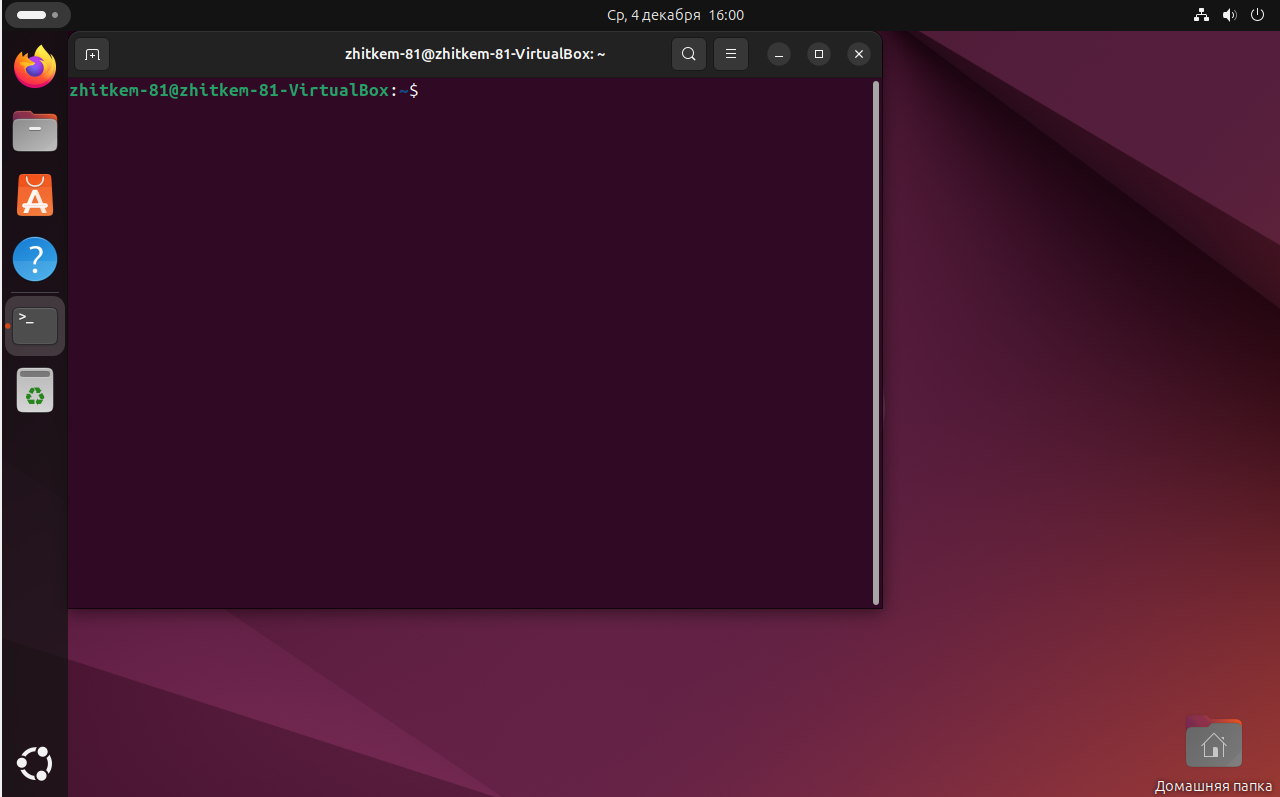 Ср, 4 декабря 16:00
zhitkem-81@zhitkem-81-VirtualBox: ~
zhitkem-81@zhitkem-81-VirtualBox:~$
Домашняя папка